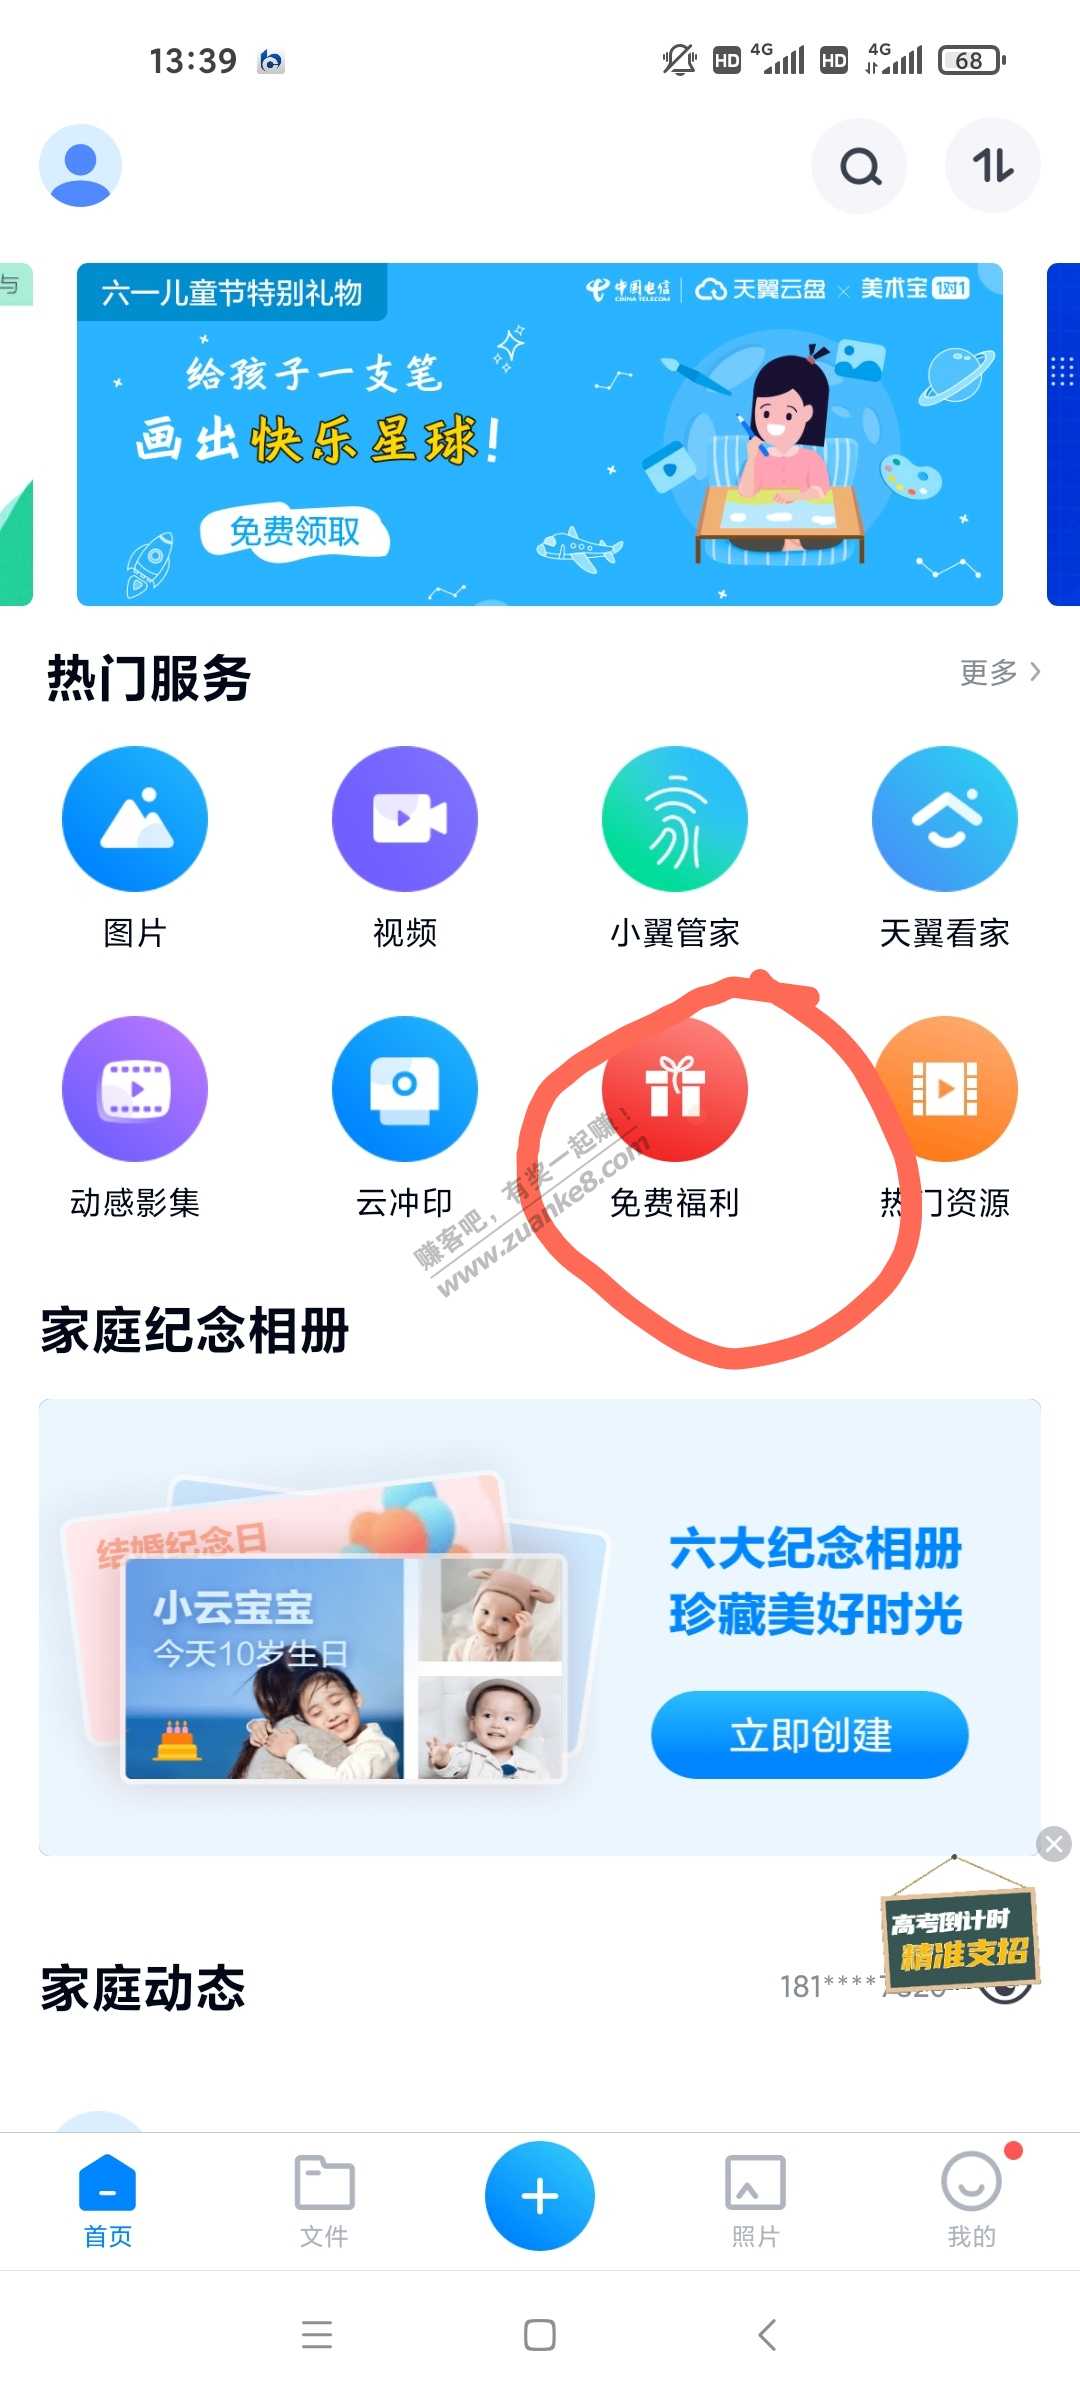 13:39
HD 4G HD 4G 68
与
六一儿童节特别礼物
中国电信 CHINA TELECOM 天翼云盘 × 美术宝 1对1
给孩子一支笔
画出快乐星球!
免费领取
热门服务
更多
图片 视频 小翼管家 天翼看家
动感影集 云冲印 免费福利 热门资源
赚客吧，有奖一起赚！
www.zuanke8.com
家庭纪念相册
结婚纪念日
小云宝宝
今天10岁生日
六大纪念相册
珍藏美好时光
立即创建
高考倒计时
精准支招
家庭动态
181****
首页 文件 照片 我的